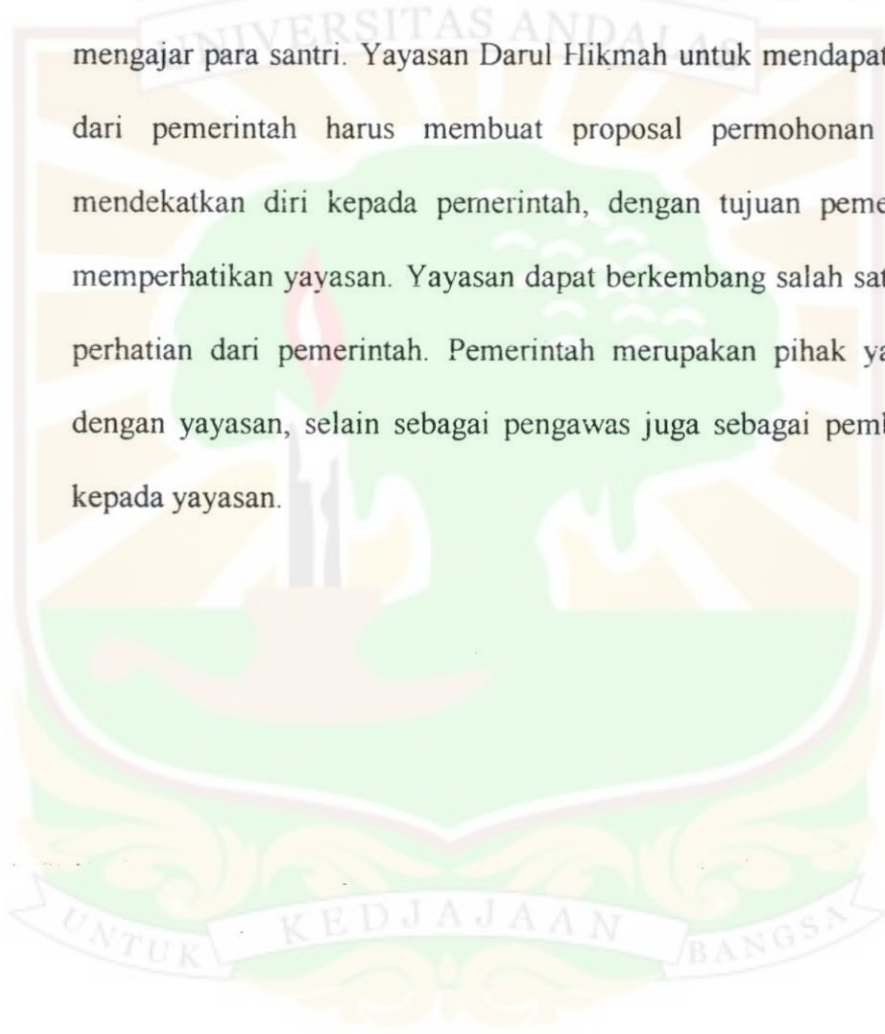 UNIVERSITAS ANDALAS
mengajar para santri. Yayasan Darul Hikmah untuk mendapat
dari pemerintah harus membuat proposal permohonan
mendekatkan diri kepada pemerintah, dengan tujuan peme
memperhatikan yayasan. Yayasan dapat berkembang salah sat
perhatian dari pemerintah. Pemerintah merupakan pihak ya
dengan yayasan, selain sebagai pengawas juga sebagai pem
kepada yayasan.
UNTUK KEDJAJAAN BANGSA